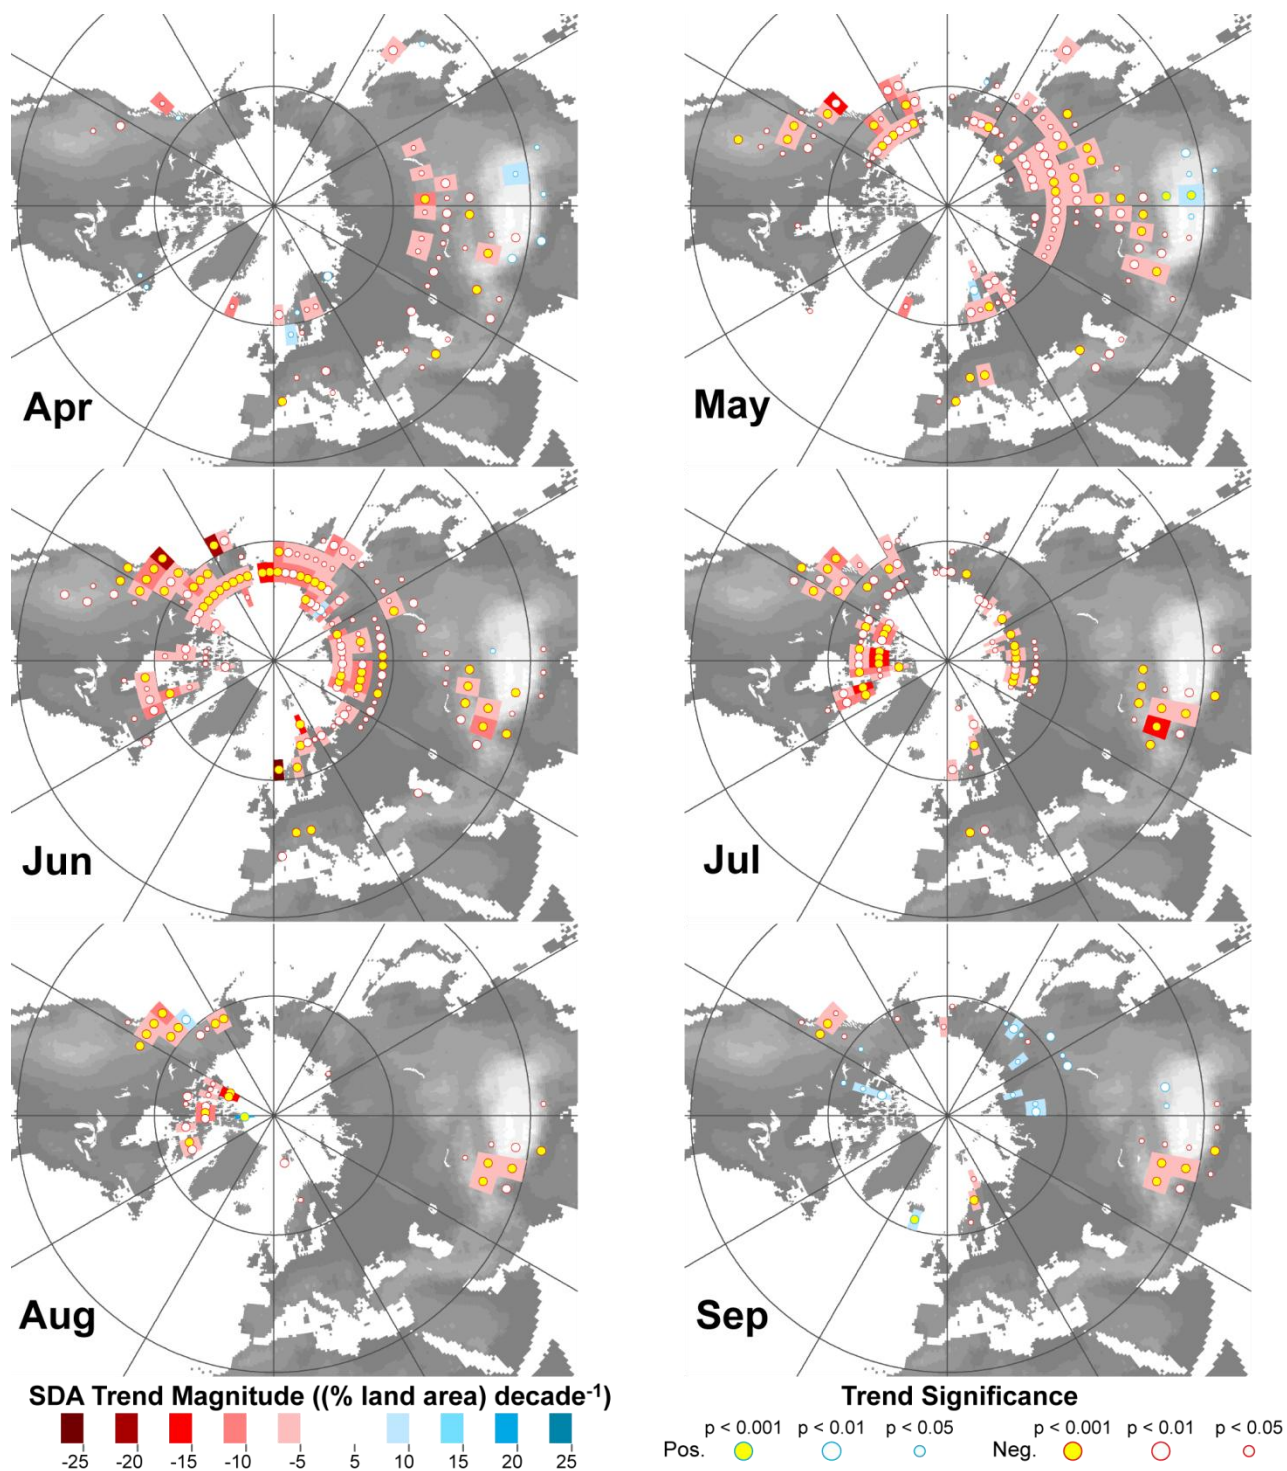 Apr
May
Jun
Jul
Aug
Sep
SDA Trend Magnitude ((% land area) decade⁻¹)
-25 -20 -15 -10 -5 5 10 15 20 25
Trend Significance
p < 0.001 p < 0.01 p < 0.05 p < 0.001 p < 0.01 p < 0.05
Pos. Neg.